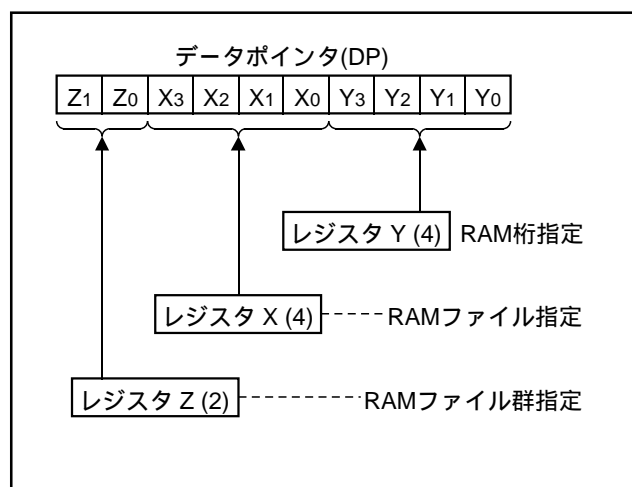 データポインタ(DP)
Z1 Z0 X3 X2 X1 X0 Y3 Y2 Y1 Y0
レジスタ Y (4) RAM桁指定
レジスタ X (4) RAMファイル指定
レジスタ Z (2) RAMファイル群指定